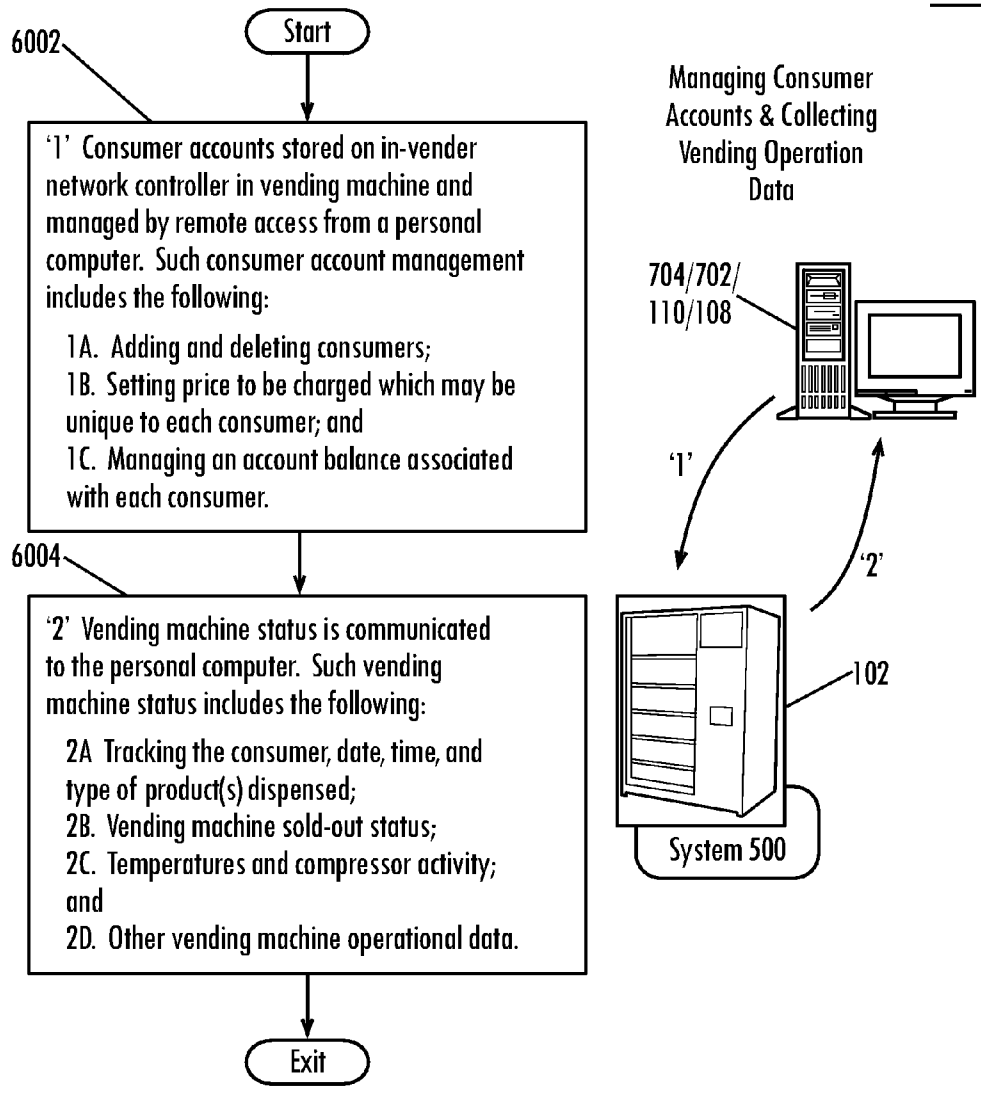 Start
6002
'1' Consumer accounts stored on in-vender
network controller in vending machine and
managed by remote access from a personal
computer. Such consumer account management
includes the following:
1A. Adding and deleting consumers;
1B. Setting price to be charged which may be
unique to each consumer; and
1C. Managing an account balance associated
with each consumer.
6004
'2' Vending machine status is communicated
to the personal computer. Such vending
machine status includes the following:
2A Tracking the consumer, date, time, and
type of product(s) dispensed;
2B. Vending machine sold-out status;
2C. Temperatures and compressor activity;
and
2D. Other vending machine operational data.
Exit
Managing Consumer
Accounts & Collecting
Vending Operation
Data
704/702/
110/108
'1'
'2'
102
System 500